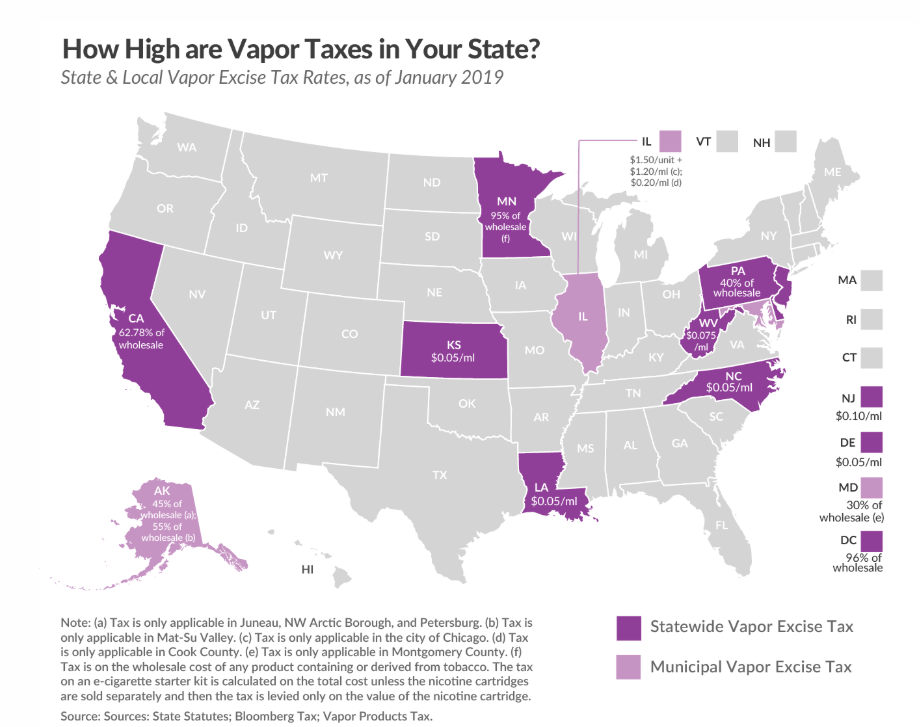 How High are Vapor Taxes in Your State?
State & Local Vapor Excise Tax Rates, as of January 2019
WA
OR
CA
62.78% of
wholesale
ID
NV
MT
WY
UT
AZ
CO
NM
ND
SD
NE
KS
$0.05/ml
OK
TX
MN
95% of
wholesale
(f)
IA
MO
AR
LA
$0.05/ml
WI
IL
MI
IN
OH
KY
TN
MS
AL
GA
FL
SC
NC
$0.05/ml
VA
WV
$0.075
/ml
PA
40% of
wholesale
NY
ME
IL
$1.50/unit +
$1.20/ml (c);
$0.20/ml (d)
VT
NH
MA
RI
CT
NJ
$0.10/ml
DE
$0.05/ml
MD
30% of
wholesale (e)
DC
96% of
wholesale
AK
45% of
wholesale (a);
55% of
wholesale (b)
HI
Note: (a) Tax is only applicable in Juneau, NW Arctic Borough, and Petersburg. (b) Tax is
only applicable in Mat-Su Valley. (c) Tax is only applicable in the city of Chicago. (d) Tax
is only applicable in Cook County. (e) Tax is only applicable in Montgomery County. (f)
Tax is on the wholesale cost of any product containing or derived from tobacco. The tax
on an e-cigarette starter kit is calculated on the total cost unless the nicotine cartridges
are sold separately and then the tax is levied only on the value of the nicotine cartridge.
Source: Sources: State Statutes; Bloomberg Tax; Vapor Products Tax.
Statewide Vapor Excise Tax
Municipal Vapor Excise Tax